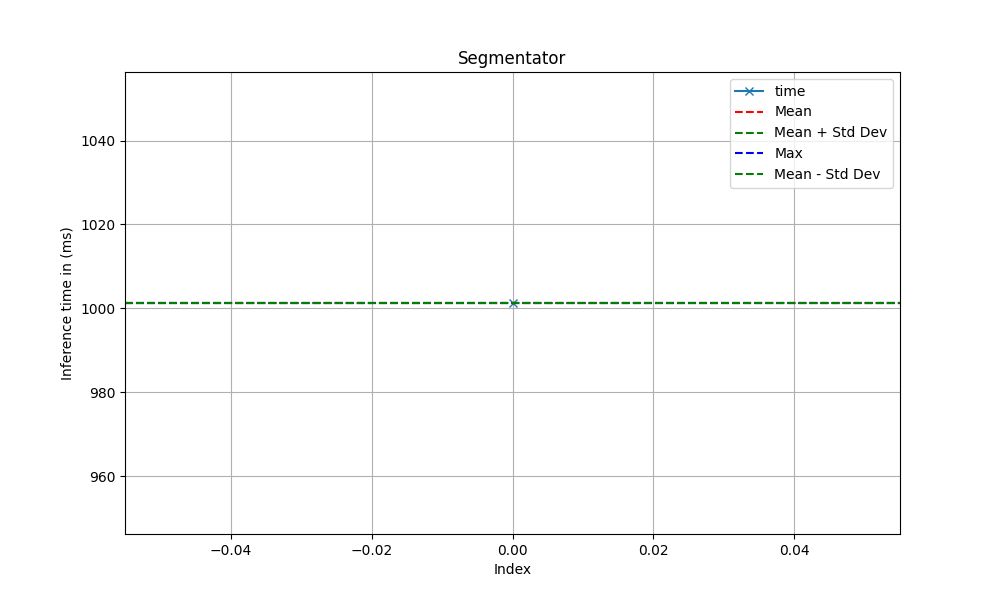 Segmentator
time
Mean
Mean + Std Dev
Max
Mean - Std Dev
Inference time in (ms)
1040
1020
1000
980
960
−0.04
−0.02
0.00
0.02
0.04
Index